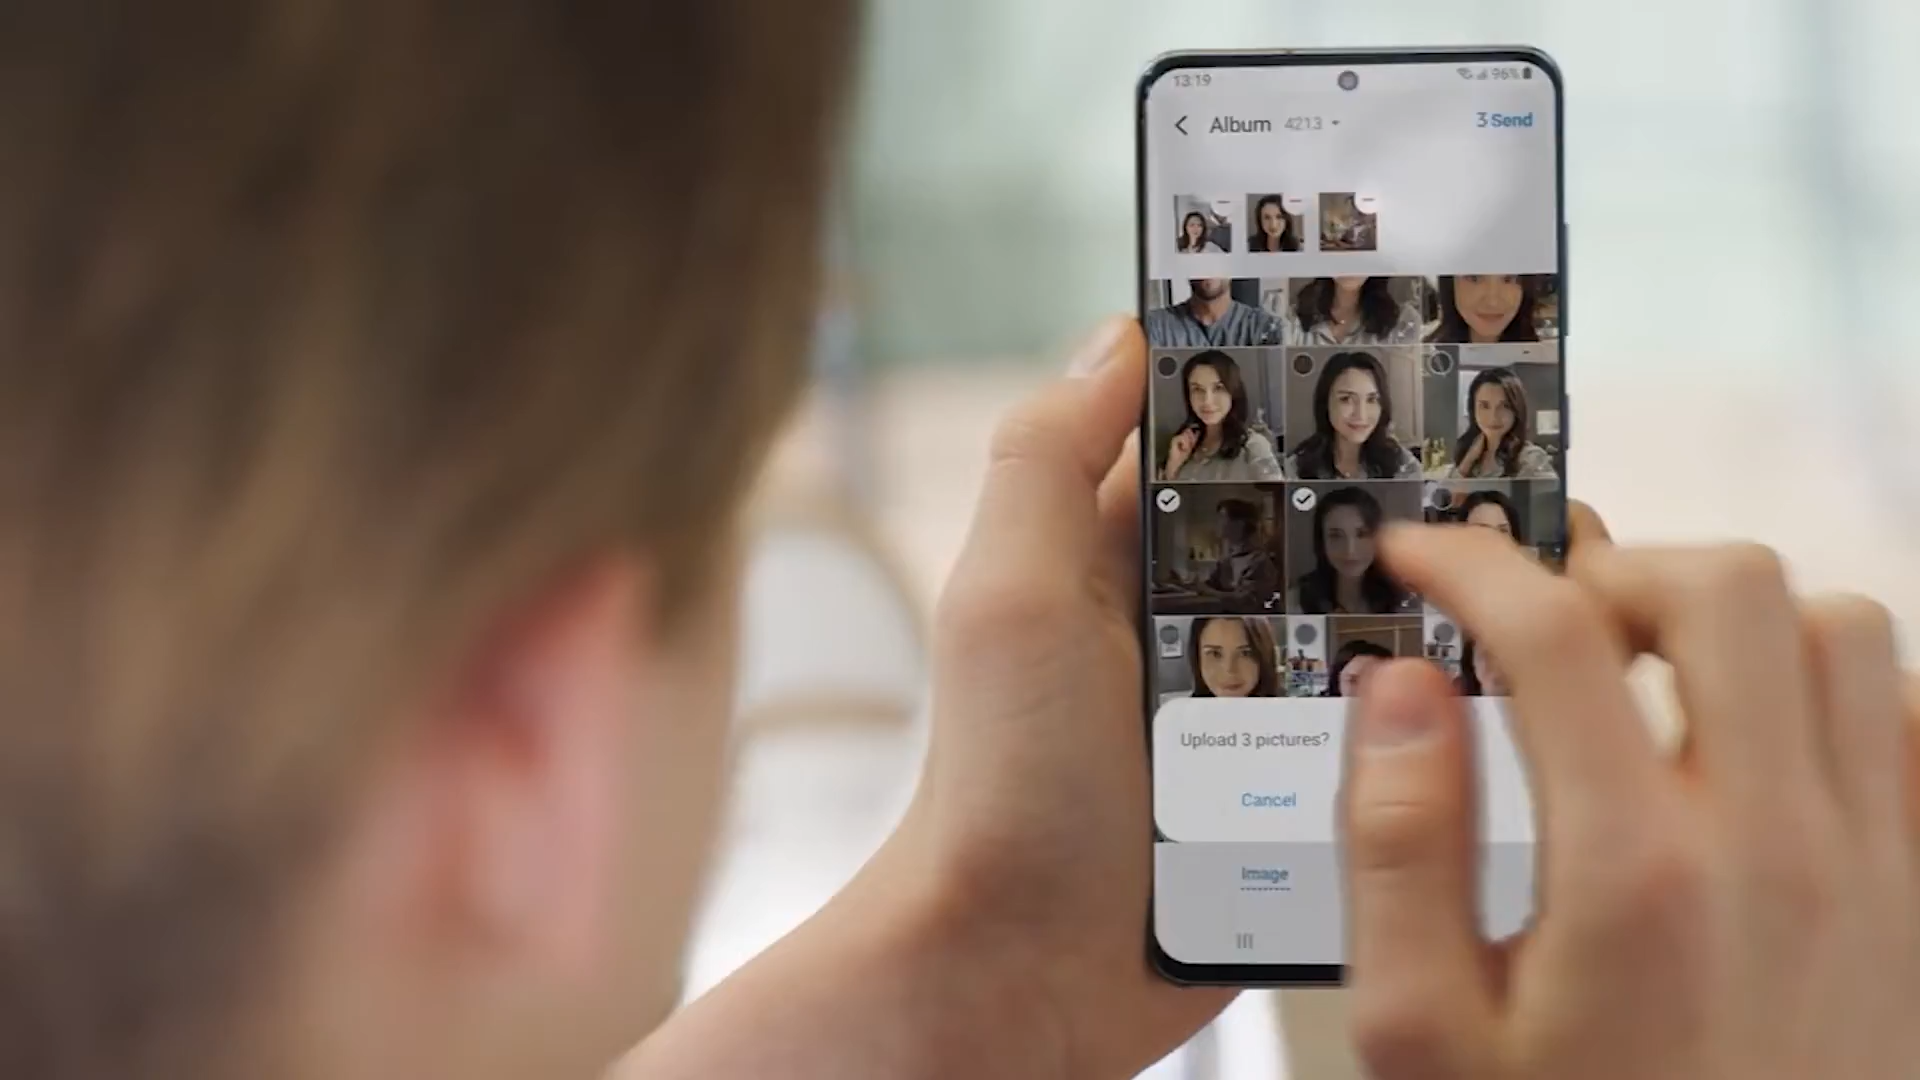 13:19 96%
Album 4213 3 Send
Upload 3 pictures?
Cancel
Image